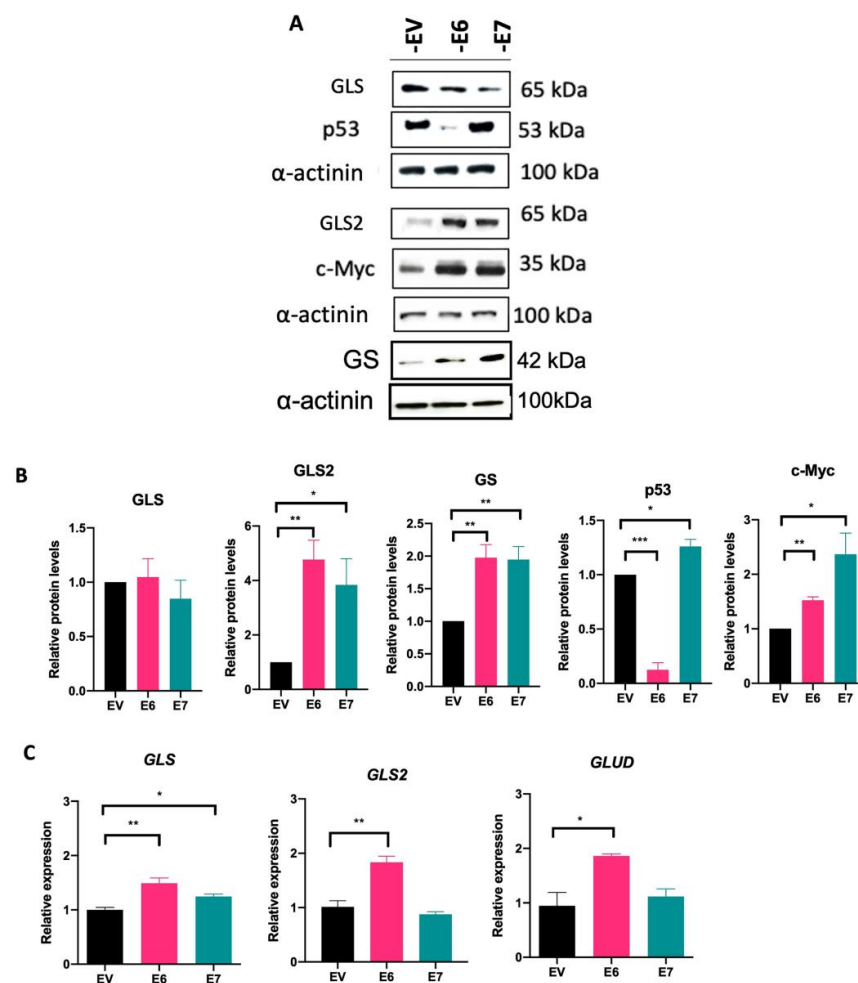 A
-EV -E6 -E7
GLS 65 kDa
p53 53 kDa
α-actinin 100 kDa
GLS2 65 kDa
c-Myc 35 kDa
α-actinin 100 kDa
GS 42 kDa
α-actinin 100kDa
B
GLS
Relative protein levels
1.5
1.0
0.5
0.0
EV E6 E7
GLS2
Relative protein levels
6
4
2
0
*
**
EV E6 E7
GS
Relative protein levels
2.5
2.0
1.5
1.0
0.5
0.0
**
**
EV E6 E7
p53
Relative protein levels
1.5
1.0
0.5
0.0
*
***
EV E6 E7
c-Myc
Relative protein levels
3
2
1
0
*
**
EV E6 E7
C
GLS
Relative expression
3
2
1
0
*
**
EV E6 E7
GLS2
Relative expression
3
2
1
0
**
EV E6 E7
GLUD
Relative expression
3
2
1
0
*
EV E6 E7